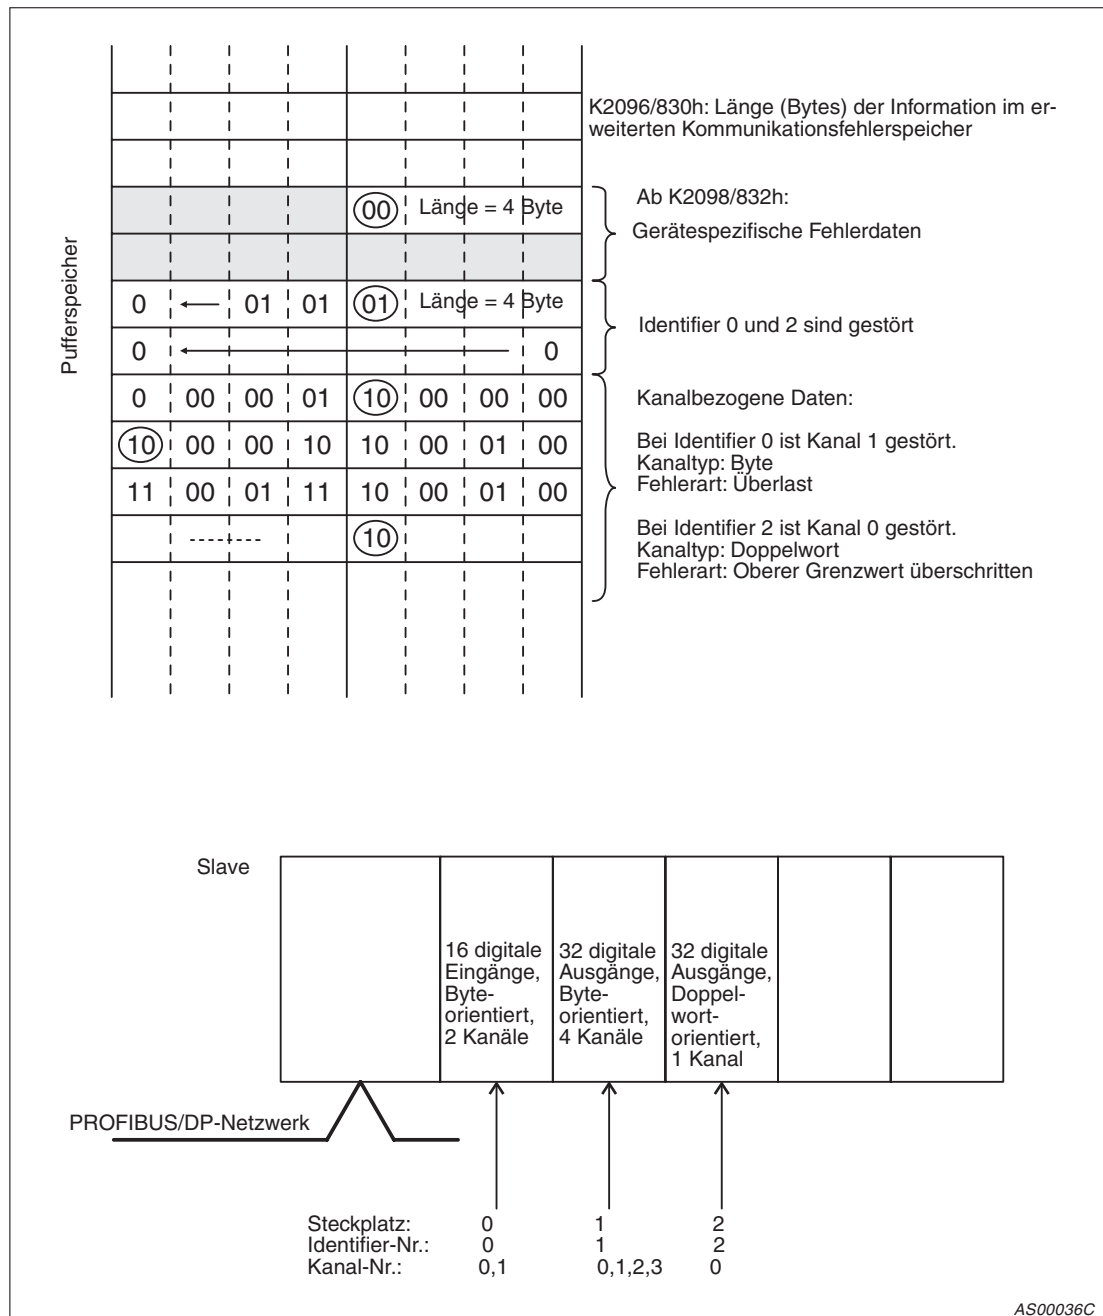 K2096/830h: Länge (Bytes) der Information im er-
weiterten Kommunikationsfehlerspeicher
Pufferspeicher
00 Länge = 4 Byte
Ab K2098/832h:
Gerätespezifische Fehlerdaten
0 01 01 01 Länge = 4 Byte
0 0
Identifier 0 und 2 sind gestört
0 00 00 01 10 00 00 00
10 00 00 10 10 00 01 00
11 00 01 11 10 00 01 00
10
Kanalbezogene Daten:
Bei Identifier 0 ist Kanal 1 gestört.
Kanaltyp: Byte
Fehlerart: Überlast
Bei Identifier 2 ist Kanal 0 gestört.
Kanaltyp: Doppelwort
Fehlerart: Oberer Grenzwert überschritten
Slave
16 digitale
Eingänge,
Byte-
orientiert,
2 Kanäle
32 digitale
Ausgänge,
Byte-
orientiert,
4 Kanäle
32 digitale
Ausgänge,
Doppel-
wort-
orientiert,
1 Kanal
PROFIBUS/DP-Netzwerk
Steckplatz: 0 1 2
Identifier-Nr.: 0 1 2
Kanal-Nr.: 0,1 0,1,2,3 0
AS00036C